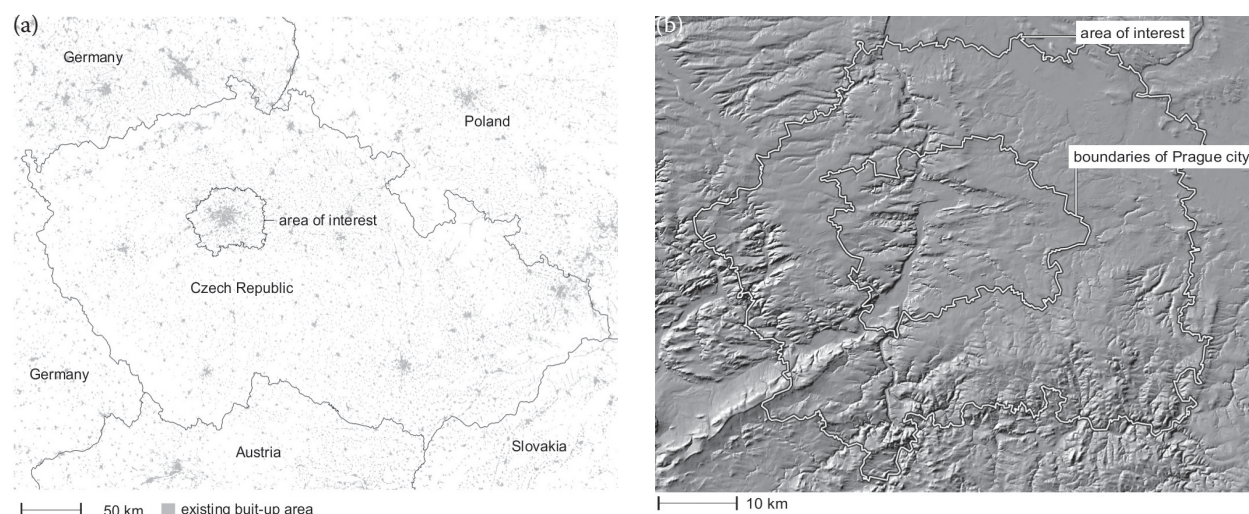 (a)
Germany
Poland
area of interest
Czech Republic
Germany
Austria
Slovakia
50 km
existing buit-up area
(b)
area of interest
boundaries of Prague city
10 km